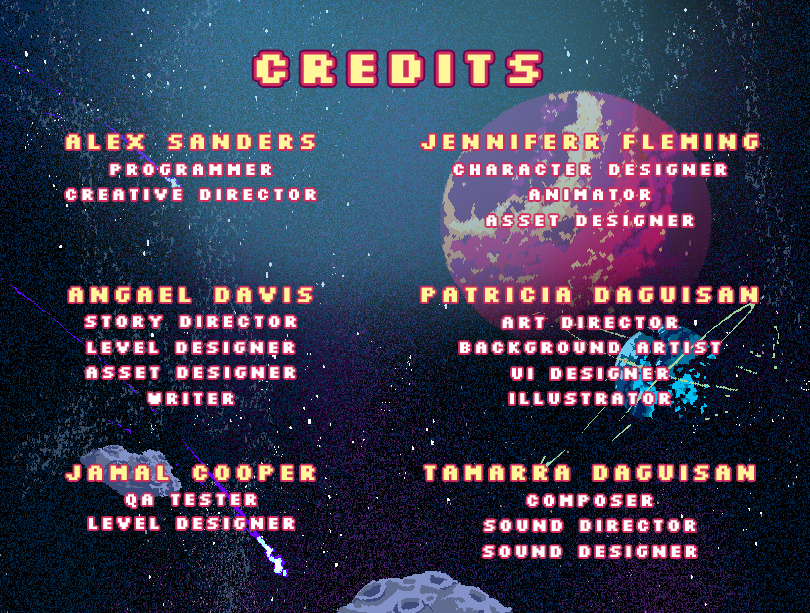 CREDITS
ALEX SANDERS
PROGRAMMER
CREATIVE DIRECTOR
JENNIFERR FLEMING
CHARACTER DESIGNER
ANIMATOR
ASSET DESIGNER
ANGAEL DAVIS
STORY DIRECTOR
LEVEL DESIGNER
ASSET DESIGNER
WRITER
PATRICIA DAGUISAN
ART DIRECTOR
BACKGROUND ARTIST
UI DESIGNER
ILLUSTRATOR
JAMAL COOPER
QA TESTER
LEVEL DESIGNER
TAMARRA DAGUISAN
COMPOSER
SOUND DIRECTOR
SOUND DESIGNER